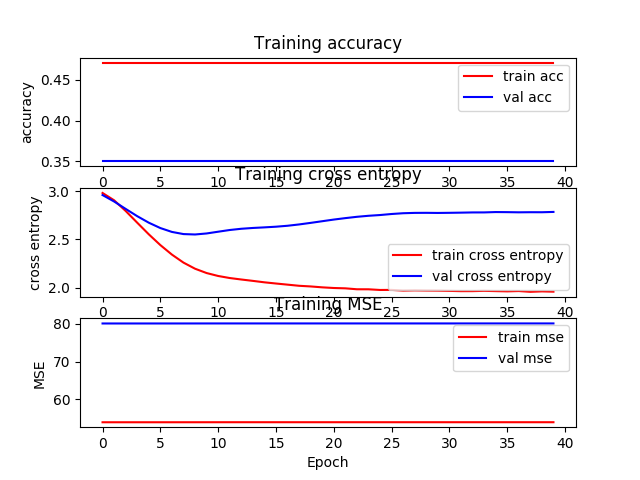 Training accuracy
accuracy
0.45
0.40
0.35
train acc
val acc
0 5 10 15 20 25 30 35 40
Training cross entropy
cross entropy
3.0
2.5
2.0
train cross entropy
val cross entropy
0 5 10 15 20 25 30 35 40
Training MSE
MSE
80
70
60
train mse
val mse
0 5 10 15 20 25 30 35 40
Epoch